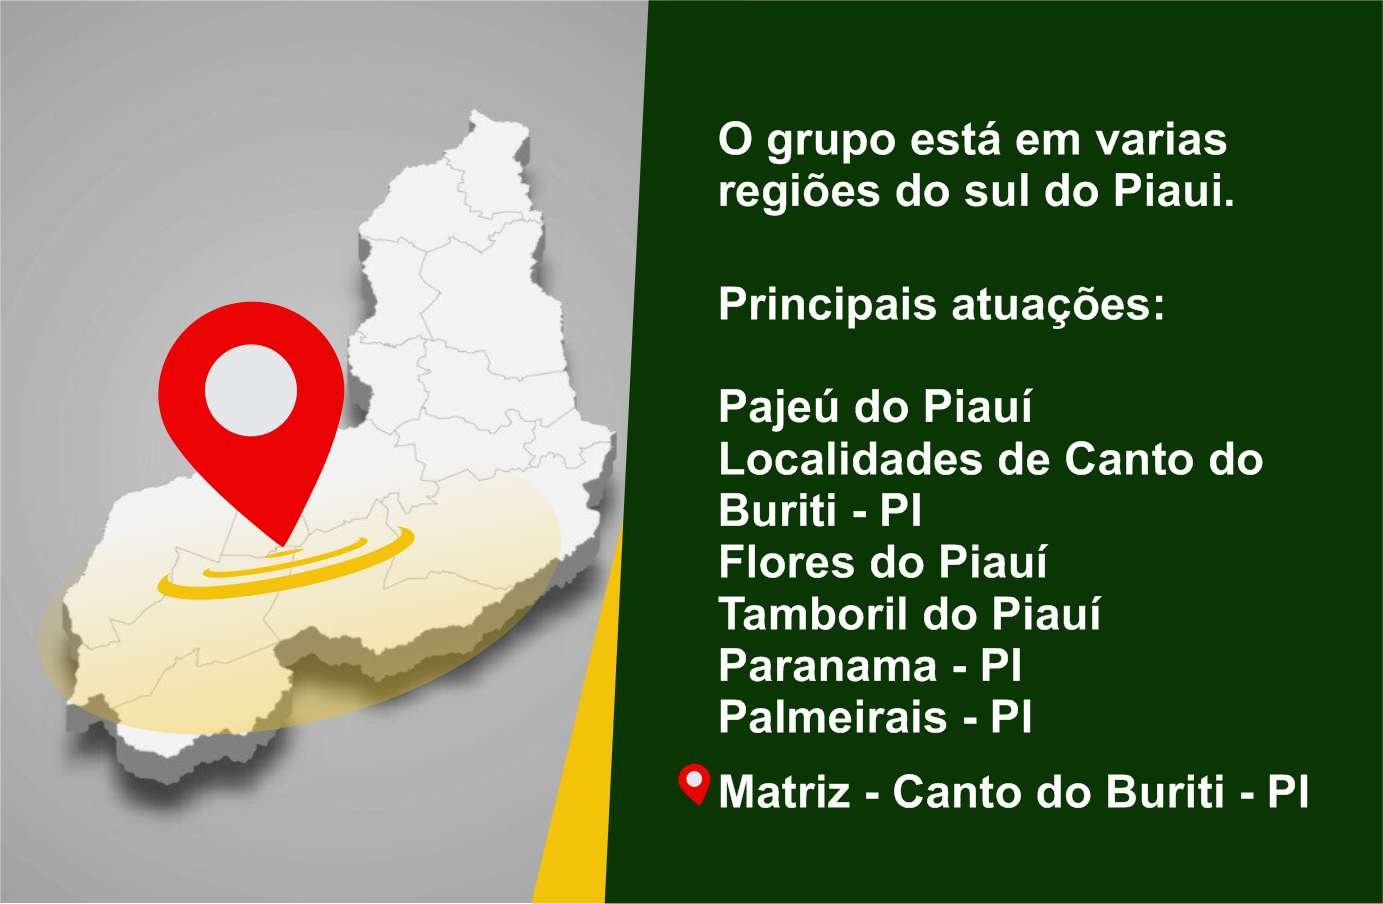 O grupo está em varias
regiões do sul do Piaui.
Principais atuações:
Pajeú do Piauí
Localidades de Canto do
Buriti - PI
Flores do Piauí
Tamboril do Piauí
Paranama - PI
Palmeirais - PI
Matriz - Canto do Buriti - PI